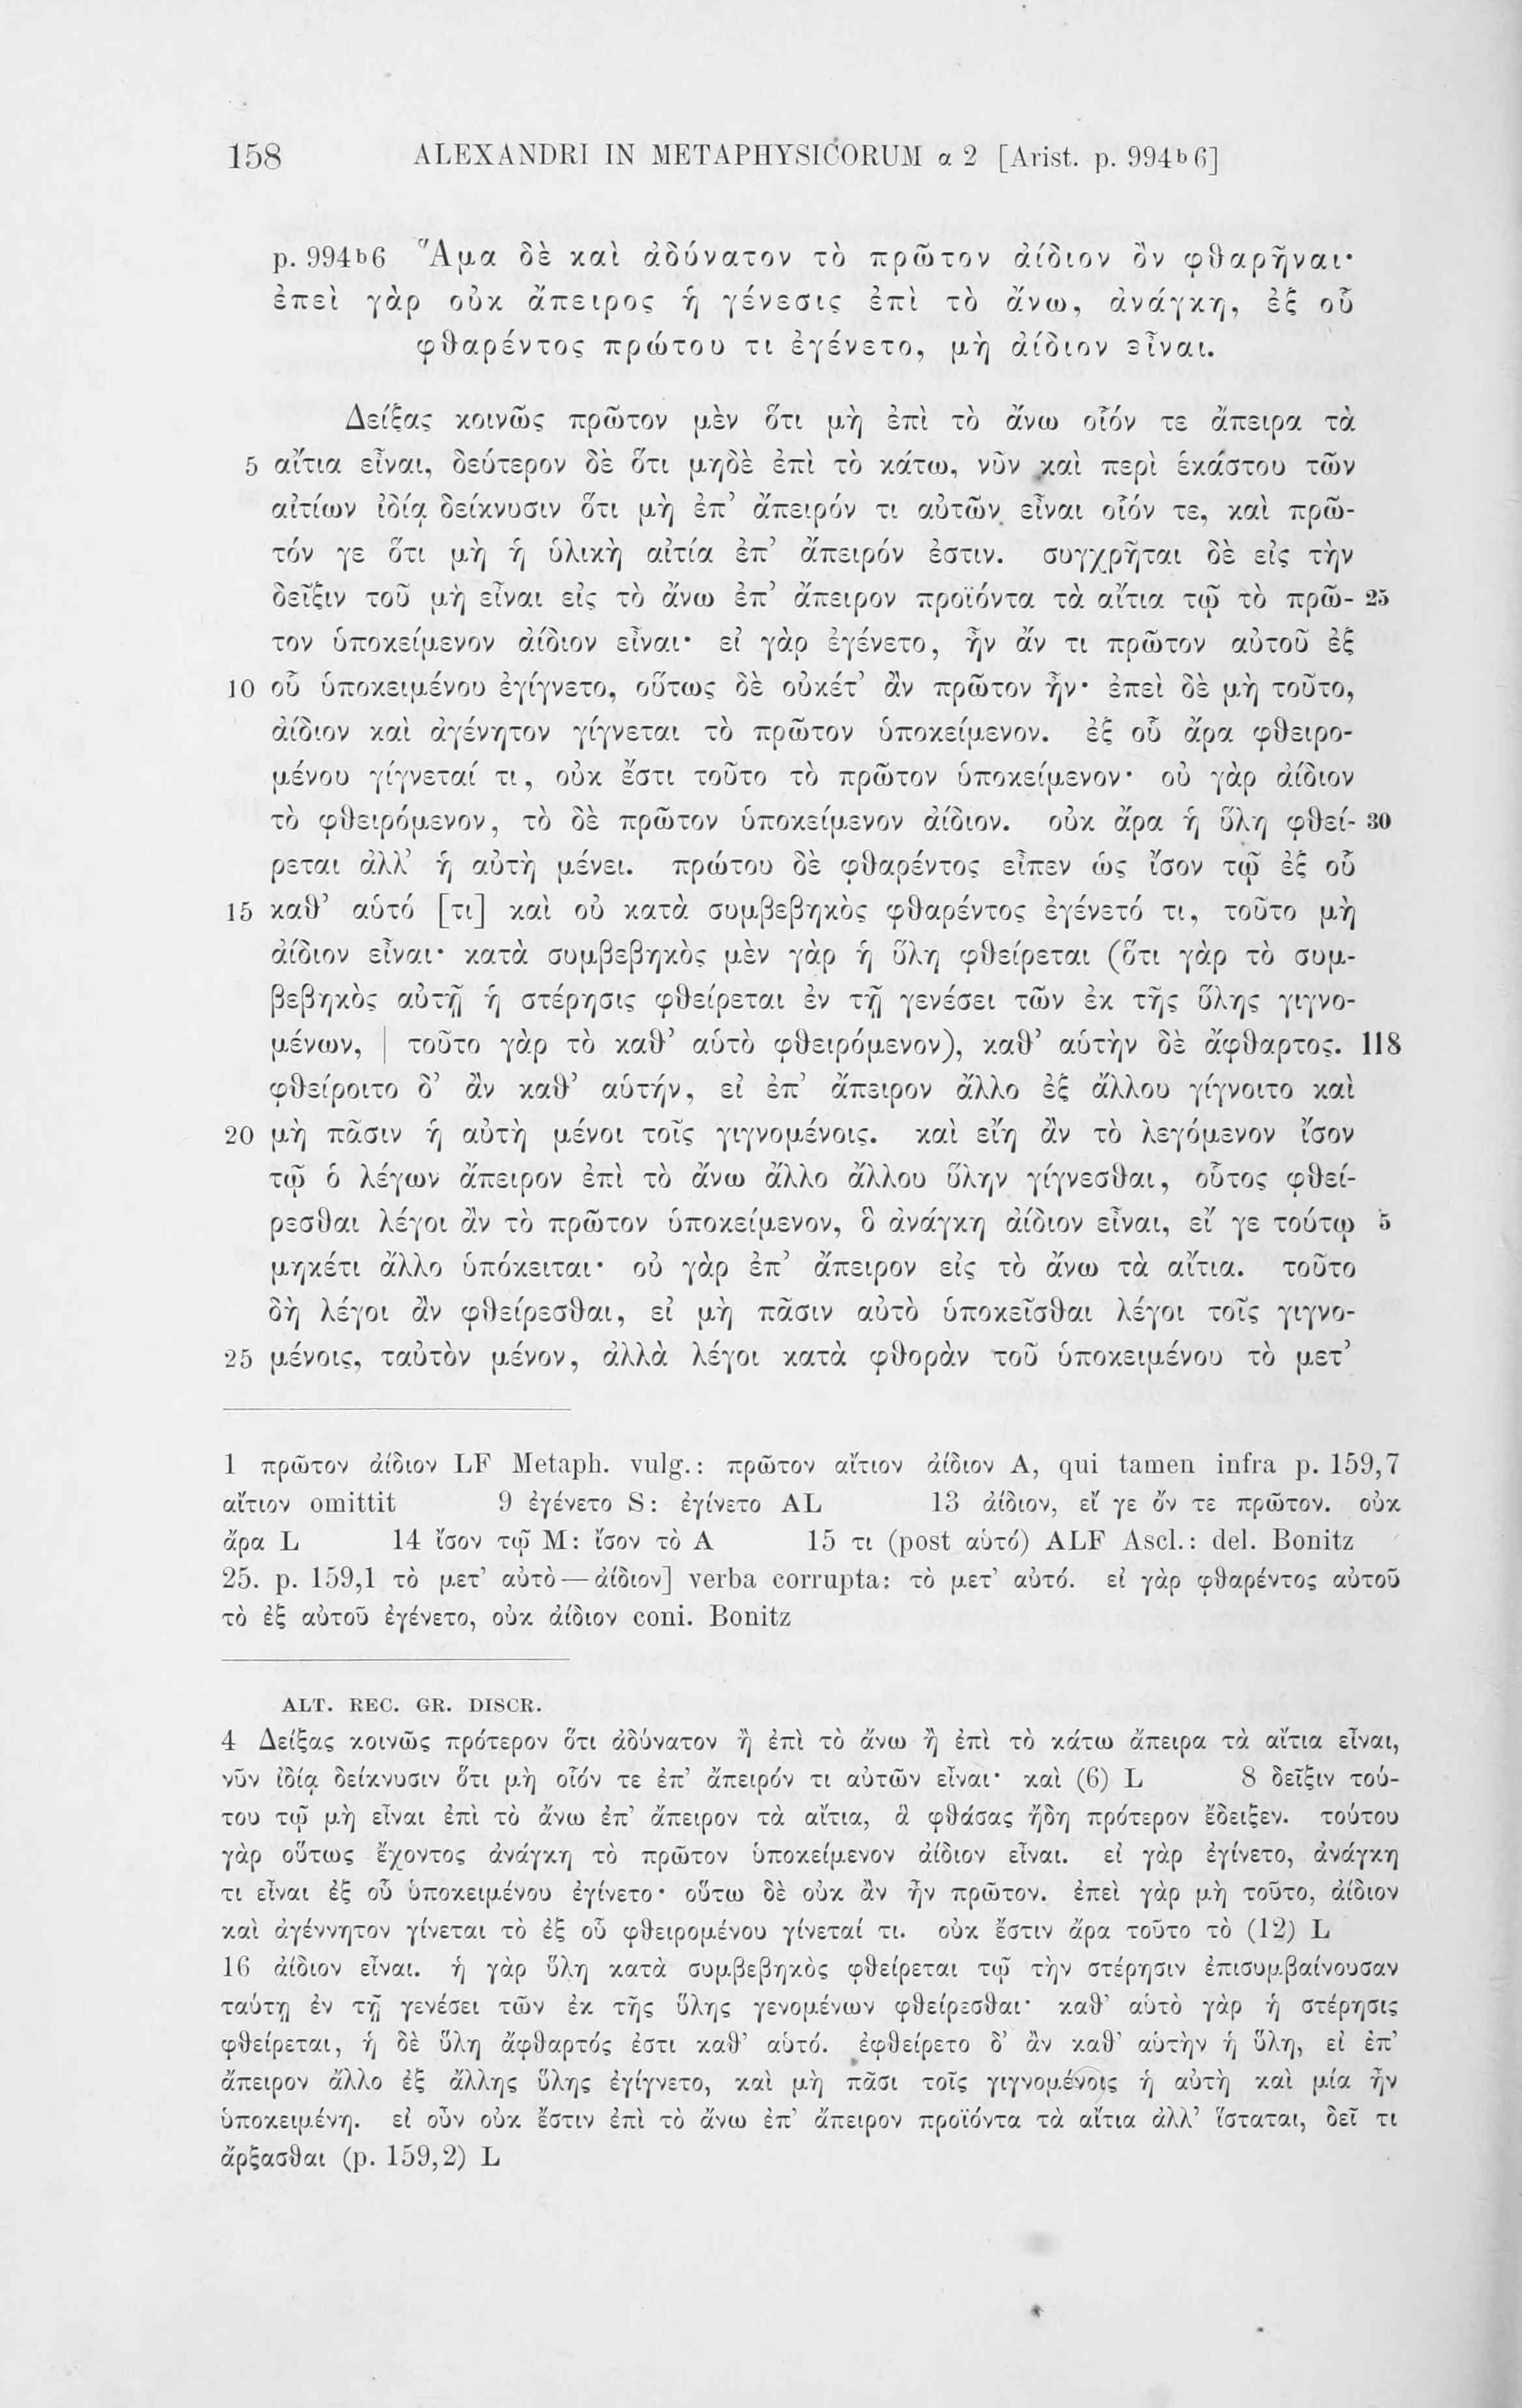 158 ALEXANDRI IN METAPHYSICORUM α 2 [Arist. p. 994b6]
p. 994b6 Ἅμα δὲ καὶ ἀδύνατον τὸ πρῶτον ἀίδιον ὂν φθαρῆναι·
ἐπεὶ γὰρ οὐκ ἄπειρος ἡ γένεσις ἐπὶ τὸ ἄνω, ἀνάγκη, ἐξ οὗ
φθαρέντος πρώτου τι ἐγένετο, μὴ ἀίδιον εἶναι.
Δείξας κοινῶς πρῶτον μὲν ὅτι μὴ ἐπὶ τὸ ἄνω οἷόν τε ἄπειρα τὰ
5 αἴτια εἶναι, δεύτερον δὲ ὅτι μηδὲ ἐπὶ τὸ κάτω, νῦν καὶ περὶ ἑκάστου τῶν
αἰτίων ἰδίᾳ δείκνυσιν ὅτι μὴ ἐπ’ ἄπειρόν τι αὐτῶν εἶναι οἷόν τε, καὶ πρῶ-
τόν γε ὅτι μὴ ἡ ὑλικὴ αἰτία ἐπ’ ἄπειρόν ἐστιν. συγχρῆται δὲ εἰς τὴν
δεῖξιν τοῦ μὴ εἶναι εἰς τὸ ἄνω ἐπ’ ἄπειρον προϊόντα τὰ αἴτια τῷ τὸ πρῶ- 25
τον ὑποκείμενον ἀίδιον εἶναι· εἰ γὰρ ἐγένετο, ἦν ἄν τι πρῶτον αὐτοῦ ἐξ
10 οὗ ὑποκειμένου ἐγίγνετο, οὕτως δὲ οὐκέτ’ ἂν πρῶτον ἦν· ἐπεὶ δὲ μὴ τοῦτο,
ἀίδιον καὶ ἀγένητον γίγνεται τὸ πρῶτον ὑποκείμενον. ἐξ οὗ ἄρα φθειρο-
μένου γίγνεταί τι, οὐκ ἔστι τοῦτο τὸ πρῶτον ὑποκείμενον· οὐ γὰρ ἀίδιον
τὸ φθειρόμενον, τὸ δὲ πρῶτον ὑποκείμενον ἀίδιον. οὐκ ἄρα ἡ ὕλη φθεί- 30
ρεται ἀλλ’ ἡ αὐτὴ μένει. πρώτου δὲ φθαρέντος εἶπεν ὡς ἴσον τῷ ἐξ οὗ
15 καθ’ αὑτό [τι] καὶ οὐ κατὰ συμβεβηκὸς φθαρέντος ἐγένετό τι, τοῦτο μὴ
ἀίδιον εἶναι· κατὰ συμβεβηκὸς μὲν γὰρ ἡ ὕλη φθείρεται (ὅτι γὰρ τὸ συμ-
βεβηκὸς αὐτῇ ἡ στέρησις φθείρεται ἐν τῇ γενέσει τῶν ἐκ τῆς ὕλης γιγνο-
μένων, | τοῦτο γὰρ τὸ καθ’ αὑτὸ φθειρόμενον), καθ’ αὑτὴν δὲ ἄφθαρτος. 118
φθείροιτο δ’ ἂν καθ’ αὑτήν, εἰ ἐπ’ ἄπειρον ἄλλο ἐξ ἄλλου γίγνοιτο καὶ
20 μὴ πᾶσιν ἡ αὐτὴ μένοι τοῖς γιγνομένοις. καὶ εἴη ἂν τὸ λεγόμενον ἴσον
τῷ ὁ λέγων ἄπειρον ἐπὶ τὸ ἄνω ἄλλο ἄλλου ὕλην γίγνεσθαι, οὗτος φθεί-
ρεσθαι λέγοι ἂν τὸ πρῶτον ὑποκείμενον, ὃ ἀνάγκη ἀίδιον εἶναι, εἴ γε τούτῳ 5
μηκέτι ἄλλο ὑπόκειται· οὐ γὰρ ἐπ’ ἄπειρον εἰς τὸ ἄνω τὰ αἴτια. τοῦτο
δὴ λέγοι ἂν φθείρεσθαι, εἰ μὴ πᾶσιν αὐτὸ ὑποκεῖσθαι λέγοι τοῖς γιγνο-
25 μένοις, ταὐτὸν μένον, ἀλλὰ λέγοι κατὰ φθορὰν τοῦ ὑποκειμένου τὸ μετ’
1 πρῶτον ἀίδιον LF Metaph. vulg.: πρῶτον αἴτιον ἀίδιον A, qui tamen infra p. 159,7
αἴτιον omittit 9 ἐγένετο S: ἐγίνετο AL 13 ἀίδιον, εἴ γε ὄν τε πρῶτον. οὐκ
ἄρα L 14 ἴσον τῷ M: ἴσον τὸ A 15 τι (post αὑτό) ALF Ascl.: del. Bonitz
25. p. 159,1 τὸ μετ’ αὐτὸ—ἀίδιον] verba corrupta: τὸ μετ’ αὐτό. εἰ γὰρ φθαρέντος αὐτοῦ
τὸ ἐξ αὐτοῦ ἐγένετο, οὐκ ἀίδιον coni. Bonitz
ALT. REC. GR. DISCR.
4 Δείξας κοινῶς πρότερον ὅτι ἀδύνατον ἢ ἐπὶ τὸ ἄνω ἢ ἐπὶ τὸ κάτω ἄπειρα τὰ αἴτια εἶναι,
νῦν ἰδίᾳ δείκνυσιν ὅτι μὴ οἷόν τε ἐπ’ ἄπειρόν τι αὐτῶν εἶναι· καὶ (6) L 8 δεῖξιν τού-
του τῷ μὴ εἶναι ἐπὶ τὸ ἄνω ἐπ’ ἄπειρον τὰ αἴτια, ἃ φθάσας ἤδη πρότερον ἔδειξεν. τούτου
γὰρ οὕτως ἔχοντος ἀνάγκη τὸ πρῶτον ὑποκείμενον ἀίδιον εἶναι. εἰ γὰρ ἐγίνετο, ἀνάγκη
τι εἶναι ἐξ οὗ ὑποκειμένου ἐγίνετο· οὕτω δὲ οὐκ ἂν ἦν πρῶτον. ἐπεὶ γὰρ μὴ τοῦτο, ἀίδιον
καὶ ἀγέννητον γίνεται τὸ ἐξ οὗ φθειρομένου γίνεταί τι. οὐκ ἔστιν ἄρα τοῦτο τὸ (12) L
16 ἀίδιον εἶναι. ἡ γὰρ ὕλη κατὰ συμβεβηκὸς φθείρεται τῷ τὴν στέρησιν ἐπισυμβαίνουσαν
ταύτῃ ἐν τῇ γενέσει τῶν ἐκ τῆς ὕλης γενομένων φθείρεσθαι· καθ’ αὑτὸ γὰρ ἡ στέρησις
φθείρεται, ἡ δὲ ὕλη ἄφθαρτός ἐστι καθ’ αὑτό. ἐφθείρετο δ’ ἂν καθ’ αὑτὴν ἡ ὕλη, εἰ ἐπ’
ἄπειρον ἄλλο ἐξ ἄλλης ὕλης ἐγίγνετο, καὶ μὴ πᾶσι τοῖς γιγνομένοις ἡ αὐτὴ καὶ μία ἦν
ὑποκειμένη. εἰ οὖν οὐκ ἔστιν ἐπὶ τὸ ἄνω ἐπ’ ἄπειρον προϊόντα τὰ αἴτια ἀλλ’ ἵσταται, δεῖ τι
ἄρξασθαι (p. 159,2) L